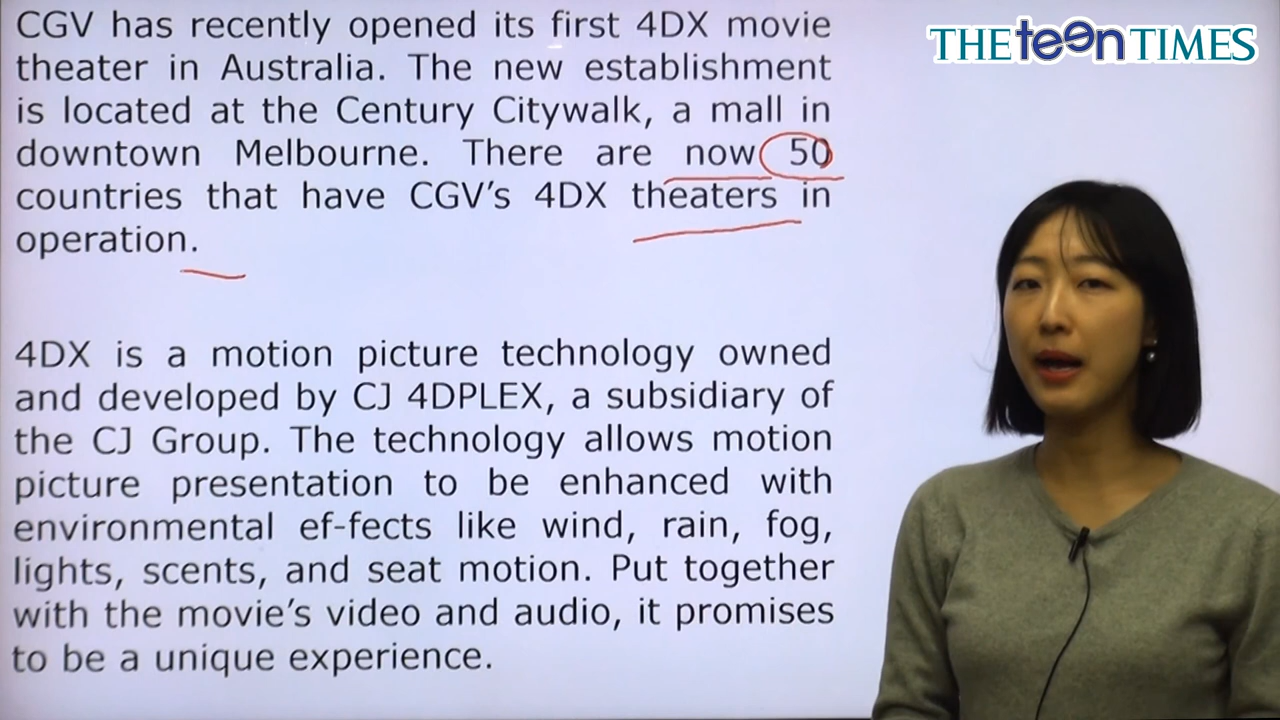 CGV has recently opened its first 4DX movie
theater in Australia. The new establishment
is located at the Century Citywalk, a mall in
downtown Melbourne. There are now 50
countries that have CGV's 4DX theaters in
operation.
4DX is a motion picture technology owned
and developed by CJ 4DPLEX, a subsidiary of
the CJ Group. The technology allows motion
picture presentation to be enhanced with
environmental ef-fects like wind, rain, fog,
lights, scents, and seat motion. Put together
with the movie's video and audio, it promises
to be a unique experience.
THE teen TIMES